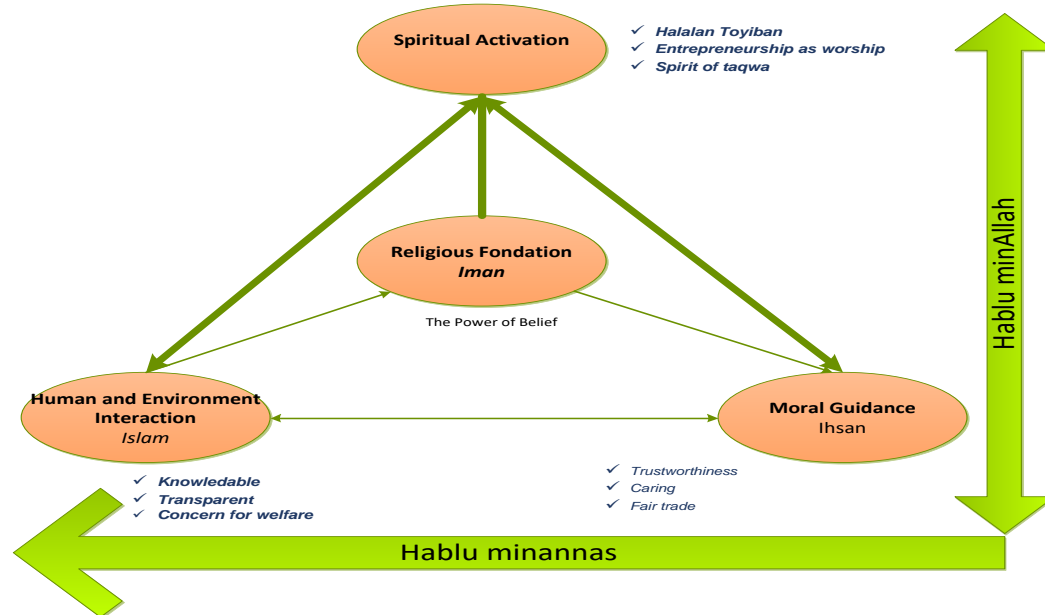 Spiritual Activation
✓ Halalan Toyiban
✓ Entrepreneurship as worship
✓ Spirit of taqwa
Hablu minAllah
Religious Fondation
Iman
The Power of Belief
Human and Environment
Interaction
Islam
Moral Guidance
Ihsan
✓ Knowledable
✓ Transparent
✓ Concern for welfare
✓ Trustworthiness
✓ Caring
✓ Fair trade
Hablu minannas